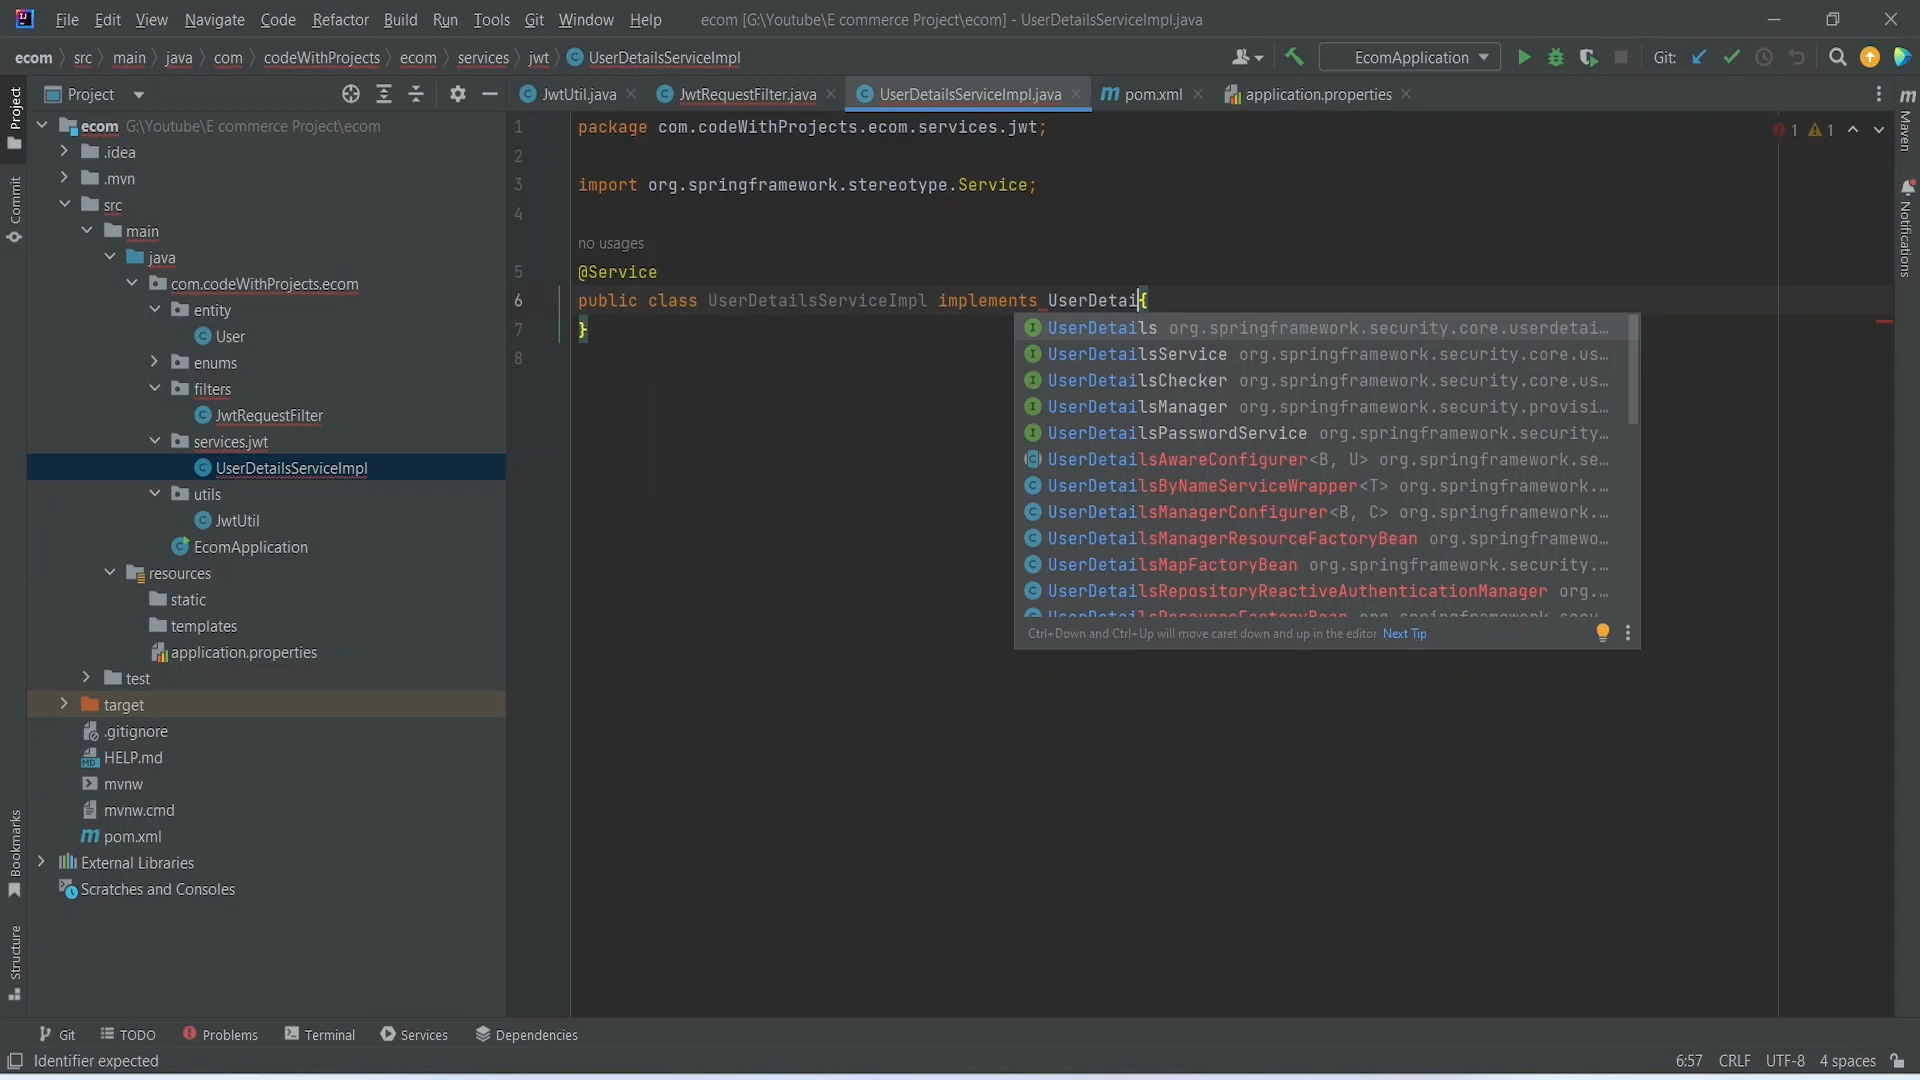 File Edit View Navigate Code Refactor Build Run Tools Git Window Help ecom [G:\Youtube\E commerce Project\ecom] - UserDetailsServiceImpl.java
ecom src main java com codeWithProjects ecom services jwt UserDetailsServiceImpl EcomApplication Git:
Project
JwtUtil.java JwtRequestFilter.java UserDetailsServiceImpl.java pom.xml application.properties
ecom G:\Youtube\E commerce Project\ecom
.idea
.mvn
src
main
java
com.codeWithProjects.ecom
entity
User
enums
filters
JwtRequestFilter
services.jwt
UserDetailsServiceImpl
utils
JwtUtil
EcomApplication
resources
static
templates
application.properties
test
target
.gitignore
HELP.md
mvnw
mvnw.cmd
pom.xml
External Libraries
Scratches and Consoles
Project
Commit
Bookmarks
Structure
1 package com.codeWithProjects.ecom.services.jwt;
2
3 import org.springframework.stereotype.Service;
4
no usages
5 @Service
6 public class UserDetailsServiceImpl implements UserDetai{
7 }
8
1 1
UserDetails org.springframework.security.core.userdetai…
UserDetailsService org.springframework.security.core.us…
UserDetailsChecker org.springframework.security.core.us…
UserDetailsManager org.springframework.security.provisi…
UserDetailsPasswordService org.springframework.security…
UserDetailsAwareConfigurer<B, U> org.springframework.se…
UserDetailsByNameServiceWrapper<T> org.springframework.…
UserDetailsManagerConfigurer<B, C> org.springframework.…
UserDetailsManagerResourceFactoryBean org.springframewo…
UserDetailsMapFactoryBean org.springframework.security.…
UserDetailsRepositoryReactiveAuthenticationManager org.…
UserDetailsResourceFactoryBean org.springframework.secu…
Ctrl+Down and Ctrl+Up will move caret down and up in the editor Next Tip
Maven
Notifications
Git TODO Problems Terminal Services Dependencies
Identifier expected 6:57 CRLF UTF-8 4 spaces